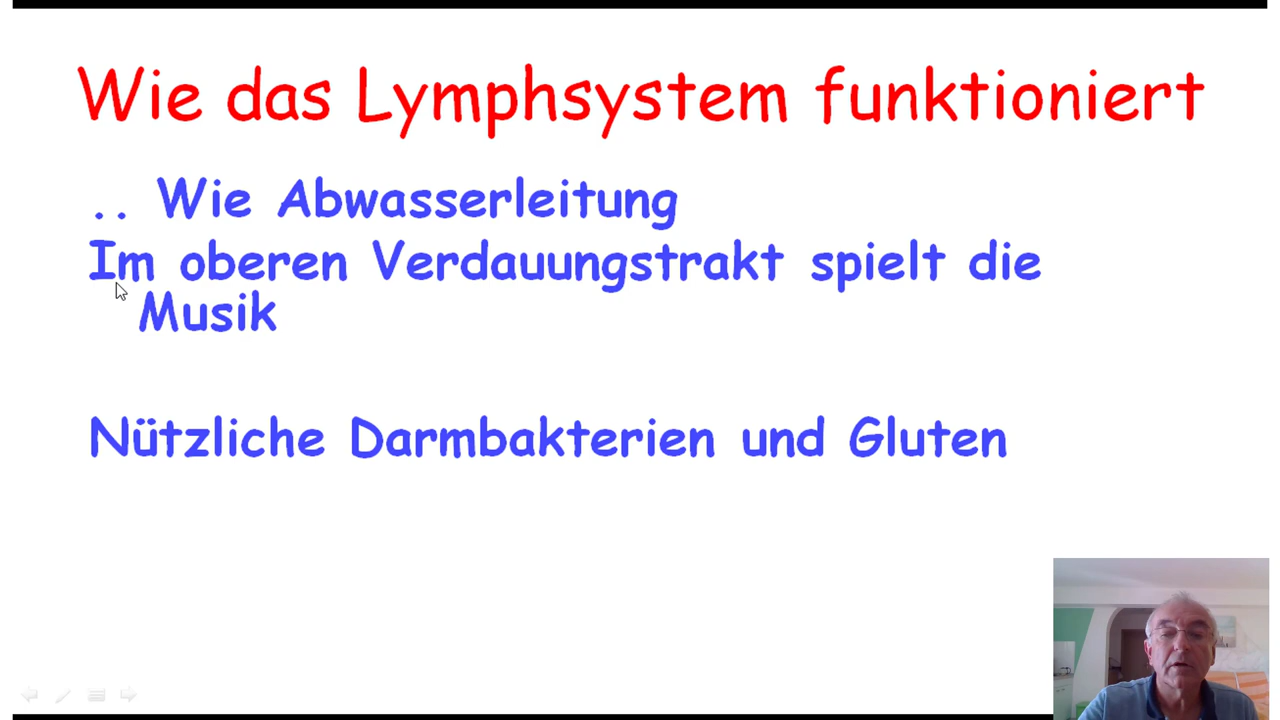 Wie das Lymphsystem funktioniert
.. Wie Abwasserleitung
Im oberen Verdauungstrakt spielt die
Musik
Nützliche Darmbakterien und Gluten